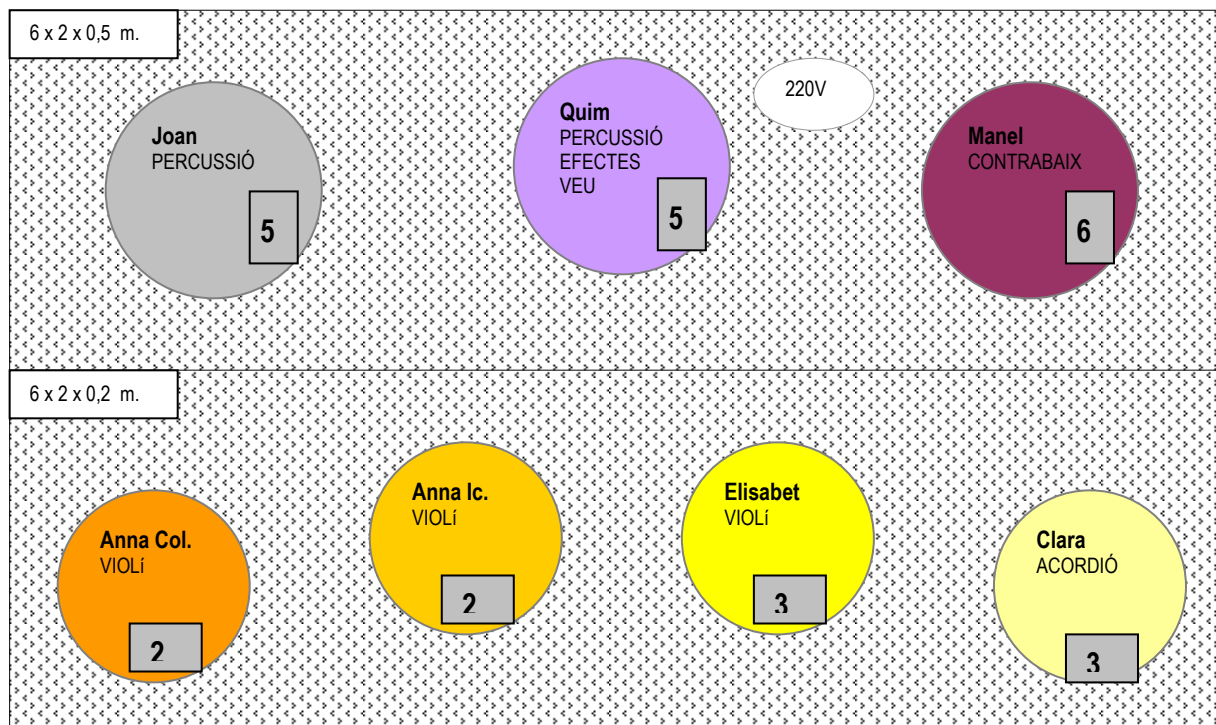 6 x 2 x 0,5 m.
220V
Joan
PERCUSSIÓ
5
Quim
PERCUSSIÓ
EFECTES
VEU
5
Manel
CONTRABAIX
6
6 x 2 x 0,2 m.
Anna Col.
VIOLí
2
Anna Ic.
VIOLí
2
Elisabet
VIOLí
3
Clara
ACORDIÓ
3